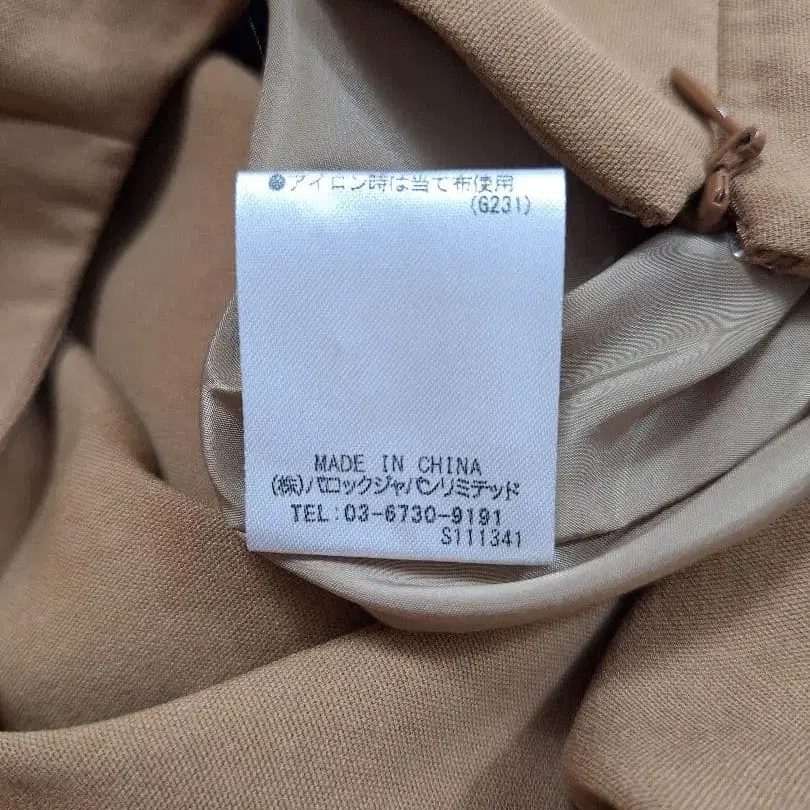 ●アイロン時は当て布使用
(G231)
MADE IN CHINA
(株)バロックジャパンリミテッド
TEL:03-6730-9191
S111341